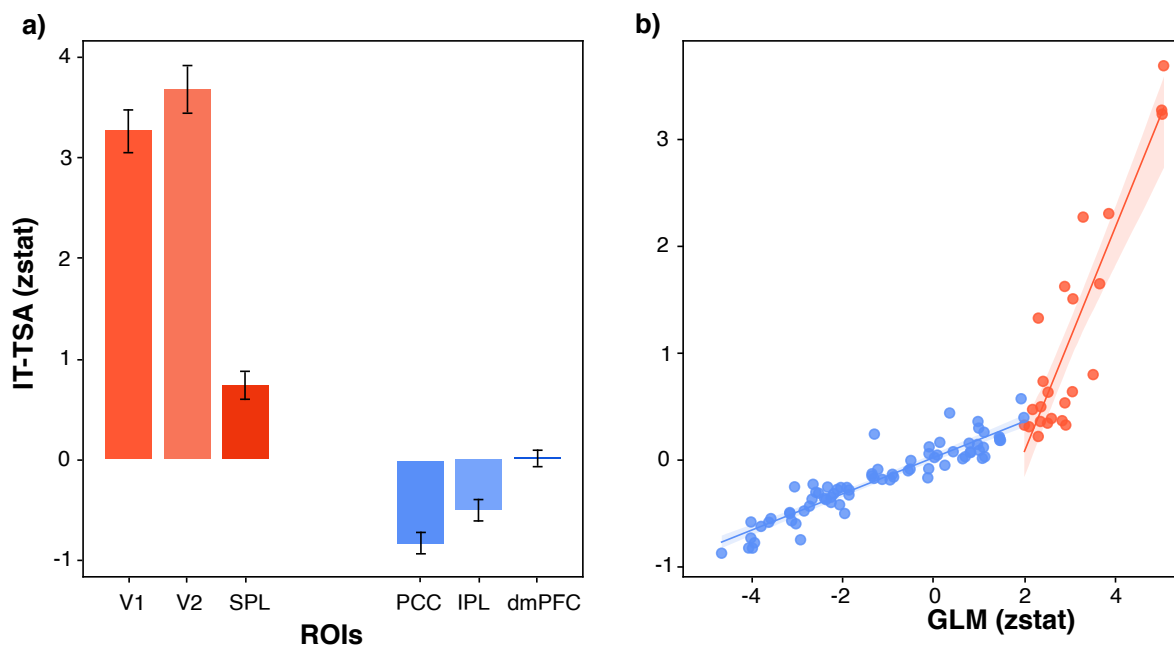 a)
IT-TSA (zstat)
4
3
2
1
0
-1
V1 V2 SPL PCC IPL dmPFC
ROIs
b)
3
2
1
0
-1
-4 -2 0 2 4
GLM (zstat)